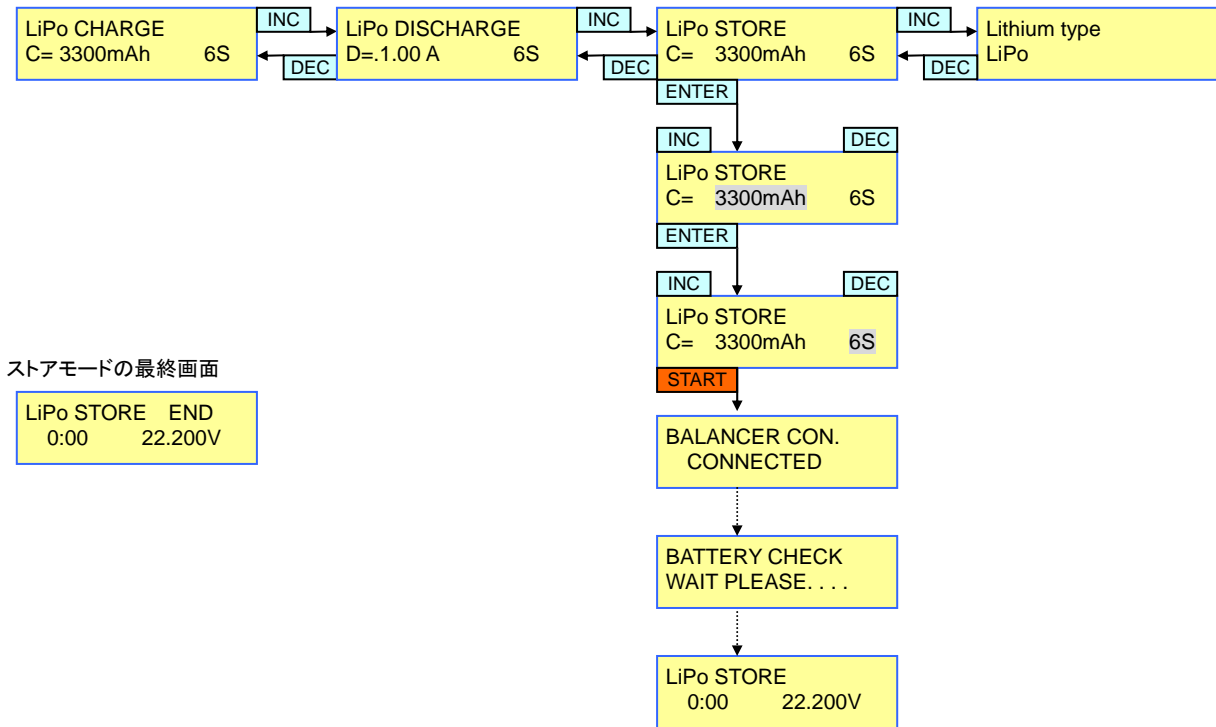 INC
INC
INC
LiPo CHARGE
C= 3300mAh 6S
LiPo DISCHARGE
D=.1.00 A 6S
LiPo STORE
C= 3300mAh 6S
Lithium type
LiPo
DEC
DEC
DEC
ENTER
INC
DEC
LiPo STORE
C= 3300mAh 6S
ENTER
INC
DEC
LiPo STORE
C= 3300mAh 6S
START
ストアモードの最終画面
LiPo STORE END
0:00 22.200V
BALANCER CON.
CONNECTED
BATTERY CHECK
WAIT PLEASE. . . .
LiPo STORE
0:00 22.200V